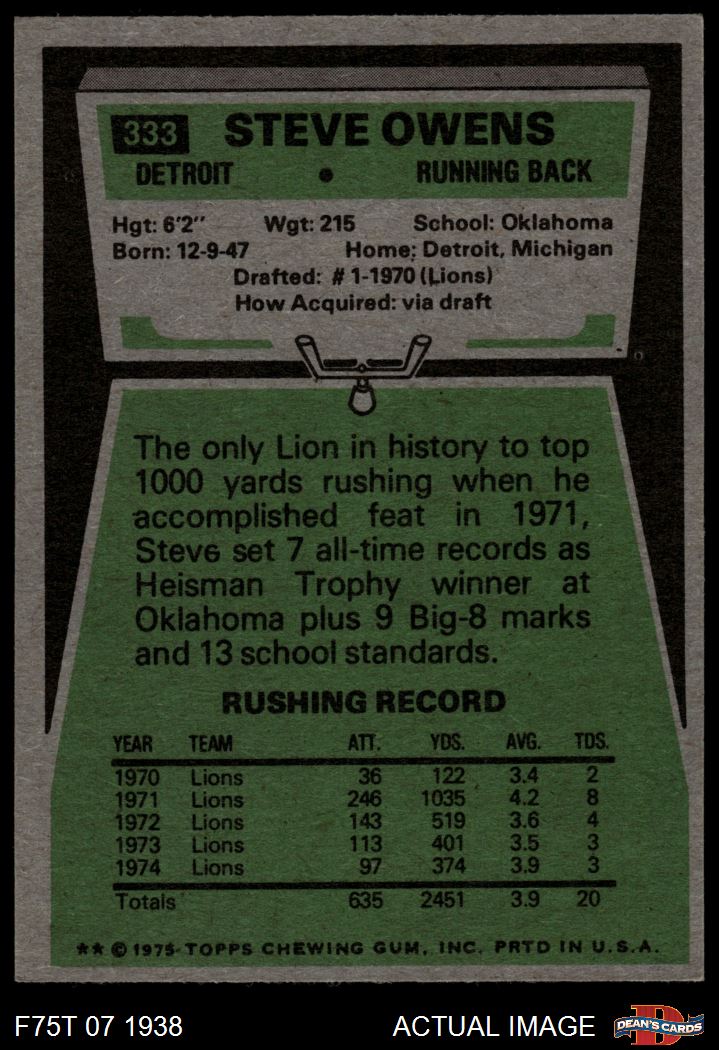 333 STEVE OWENS
DETROIT • RUNNING BACK
Hgt: 6'2" Wgt: 215 School: Oklahoma
Born: 12-9-47 Home: Detroit, Michigan
Drafted: #1-1970 (Lions)
How Acquired: via draft
The only Lion in history to top
1000 yards rushing when he
accomplished feat in 1971,
Steve set 7 all-time records as
Heisman Trophy winner at
Oklahoma plus 9 Big-8 marks
and 13 school standards.
RUSHING RECORD
YEAR TEAM ATT. YDS. AVG. TDS.
1970 Lions 36 122 3.4 2
1971 Lions 246 1035 4.2 8
1972 Lions 143 519 3.6 4
1973 Lions 113 401 3.5 3
1974 Lions 97 374 3.9 3
Totals 635 2451 3.9 20
** © 1975 TOPPS CHEWING GUM, INC. PRTD IN U.S.A.
F75T 07 1938 ACTUAL IMAGE D DEAN'S CARDS